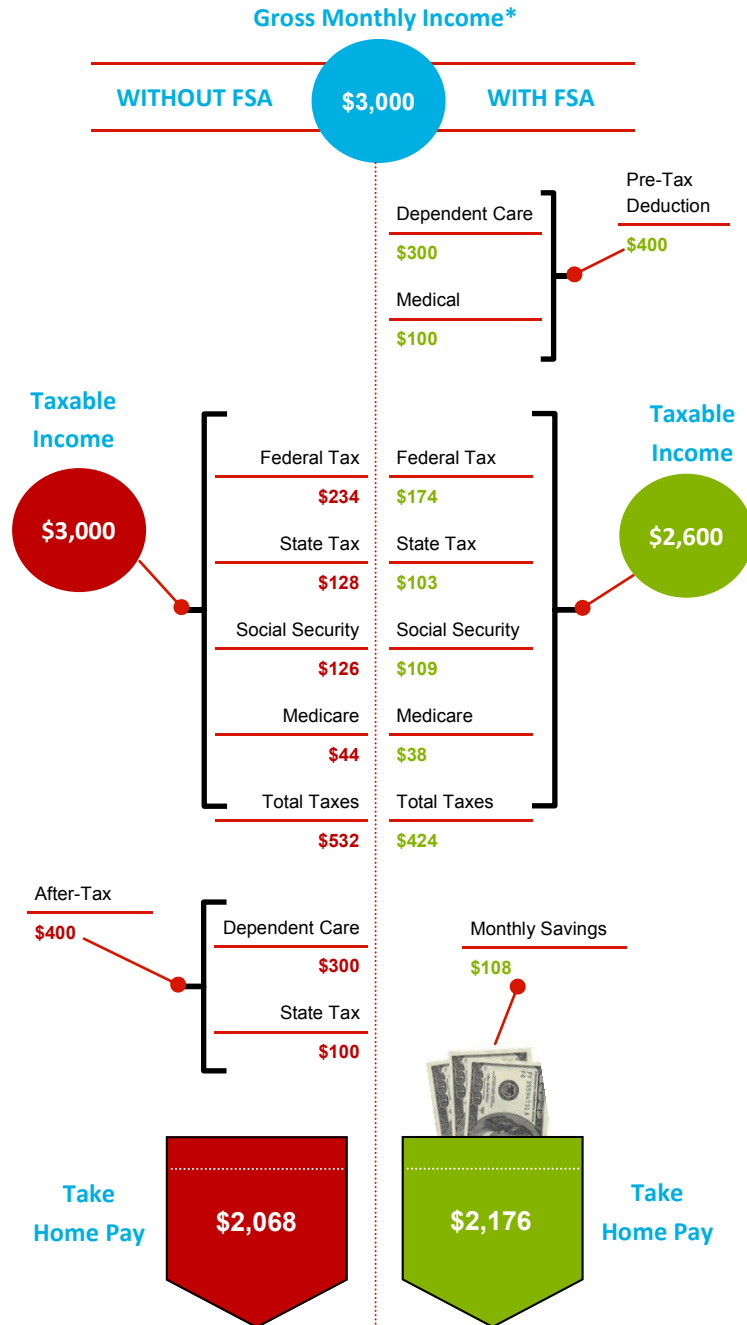 Gross Monthly Income*
WITHOUT FSA
$3,000
WITH FSA
Pre-Tax
Deduction
$400
Dependent Care
$300
Medical
$100
Taxable
Income
$3,000
Taxable
Income
$2,600
Federal Tax
$234
Federal Tax
$174
State Tax
$128
State Tax
$103
Social Security
$126
Social Security
$109
Medicare
$44
Medicare
$38
Total Taxes
$532
Total Taxes
$424
After-Tax
$400
Dependent Care
$300
State Tax
$100
Monthly Savings
$108
Take
Home Pay
$2,068
$2,176
Take
Home Pay